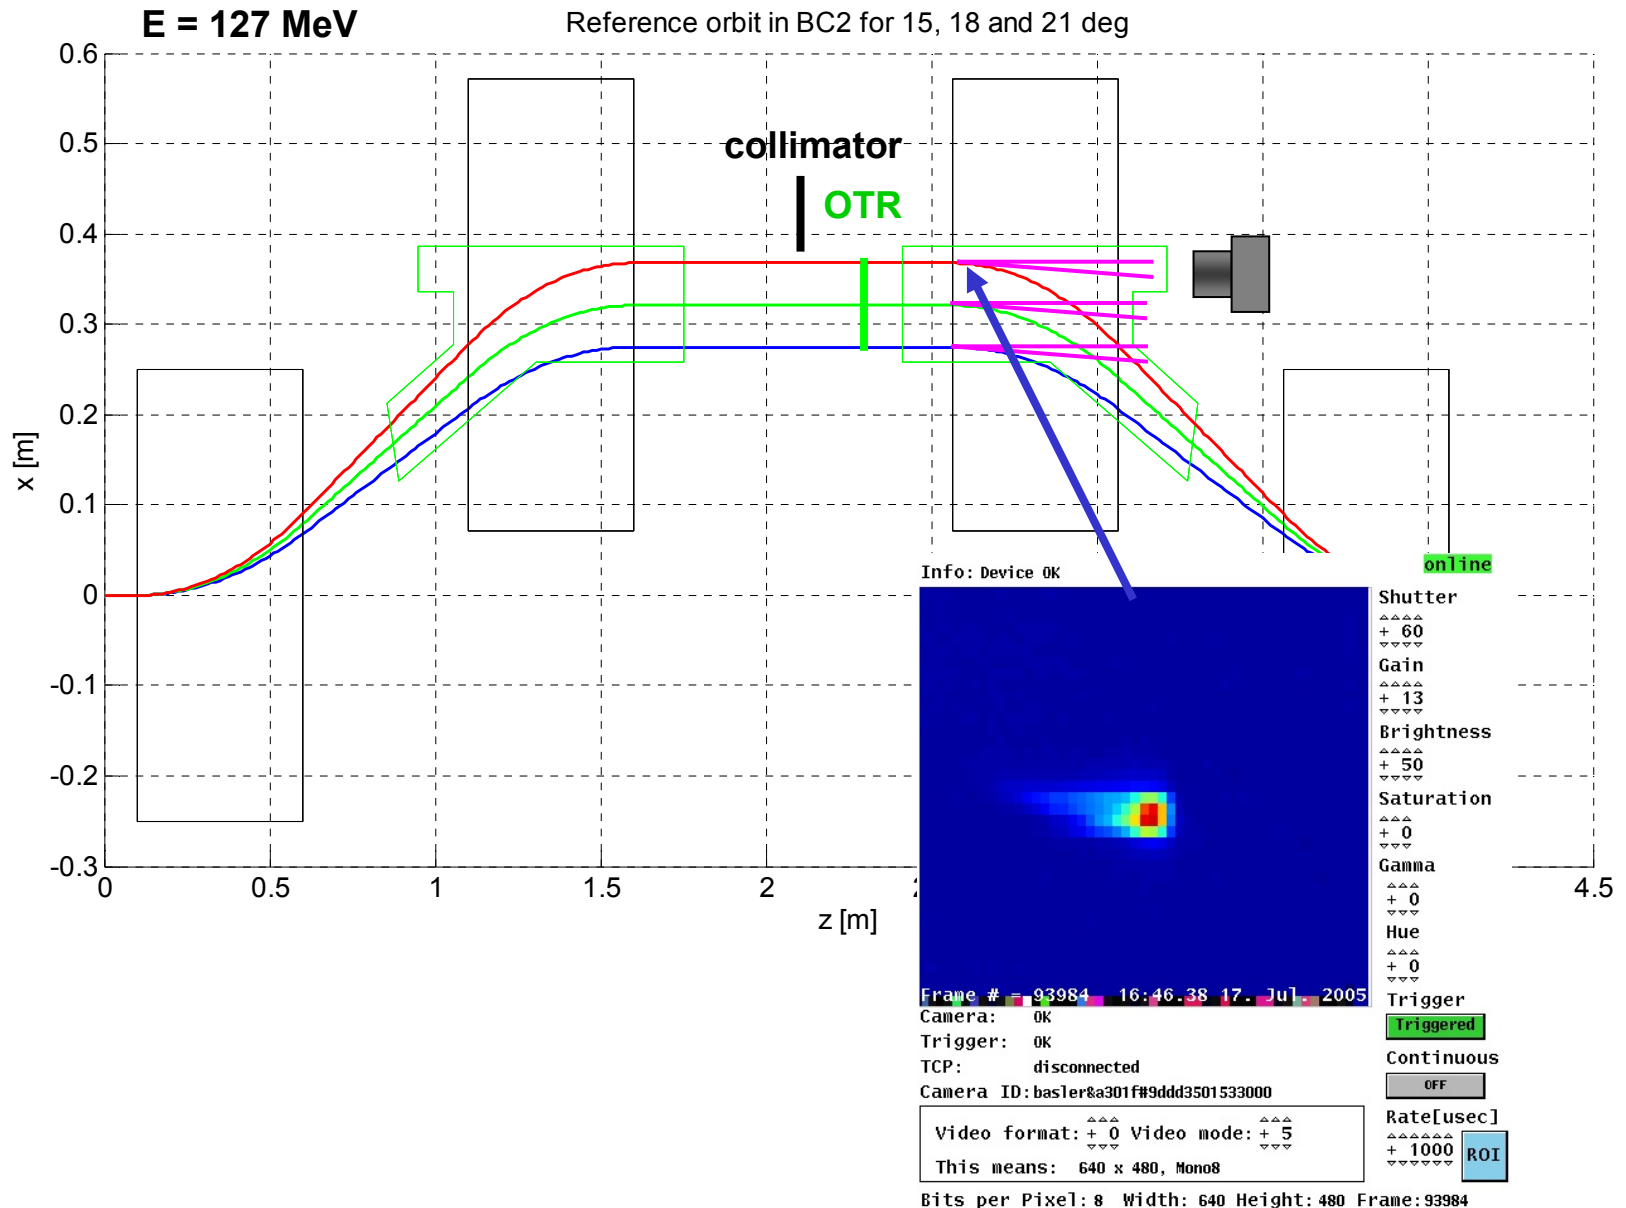 E = 127 MeV
Reference orbit in BC2 for 15, 18 and 21 deg
0.6
0.5
0.4
0.3
0.2
0.1
0
-0.1
-0.2
-0.3
x [m]
collimator
OTR
0
0.5
1
1.5
2
4.5
z [m]
Info: Device OK
online
Shutter
+ 60
Gain
+ 13
Brightness
+ 50
Saturation
+ 0
Gamma
+ 0
Hue
+ 0
Trigger
Triggered
Continuous
OFF
Rate[usec]
+ 1000
ROI
Frame # = 93984 16:46.38 17. Jul. 2005
Camera: OK
Trigger: OK
TCP: disconnected
Camera ID: basler&a301f#9ddd3501533000
Video format: + 0 Video mode: + 5
This means: 640 x 480, Mono8
Bits per Pixel: 8 Width: 640 Height: 480 Frame: 93984